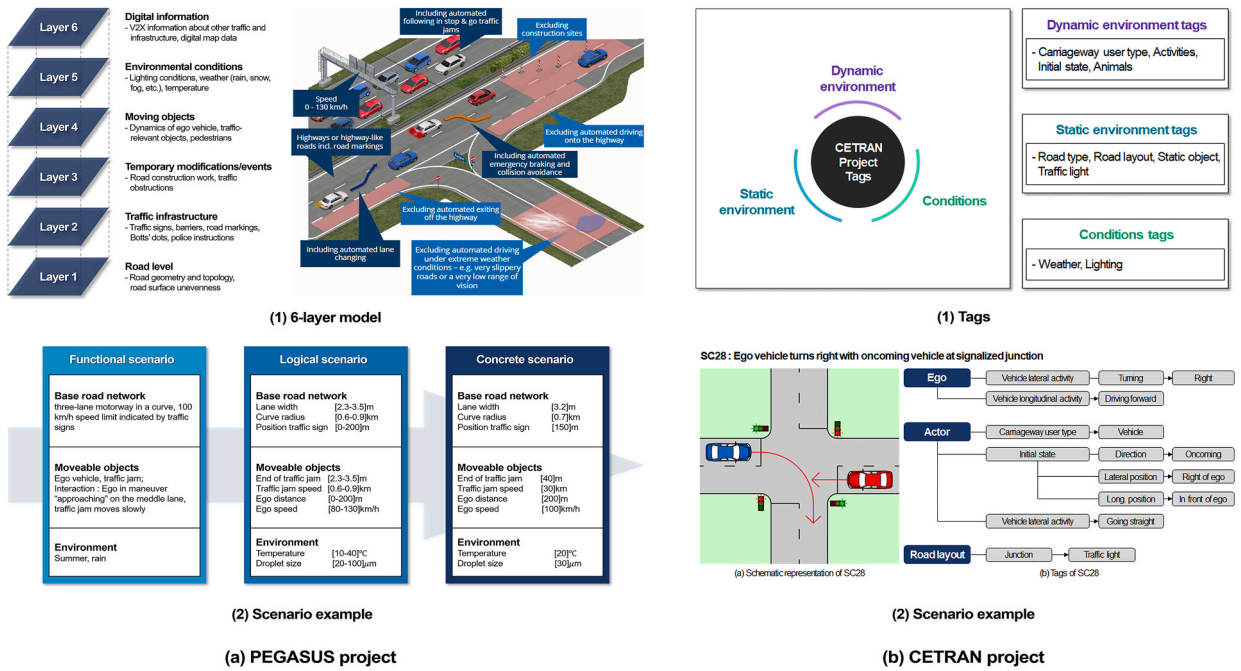 Layer 6
Digital information
- V2X information about other traffic and
infrastructure, digital map data
Layer 5
Environmental conditions
- Lighting conditions, weather (rain, snow,
fog, etc.), temperature
Layer 4
Moving objects
- Dynamics of ego vehicle, traffic-
relevant objects, pedestrians
Layer 3
Temporary modifications/events
- Road construction work, traffic
obstructions
Layer 2
Traffic infrastructure
- Traffic signs, barriers, road markings,
Botts' dots, police instructions
Layer 1
Road level
- Road geometry and topology,
road surface unevenness
Including automated
following in stop & go traffic
jams
Excluding
construction sites
Speed
0 - 130 km/h
Highways or highway-like
roads incl. road markings
Excluding automated driving
onto the highway
Including automated
emergency braking and
collision avoidance
Excluding automated exiting
off the highway
Including automated lane
changing
Excluding automated driving
under extreme weather
conditions – e.g. very slippery
roads or a very low range of
vision
(1) 6-layer model
Functional scenario
Base road network
three-lane motorway in a curve, 100
km/h speed limit indicated by traffic
signs
Moveable objects
Ego vehicle, traffic jam;
Interaction : Ego in maneuver
"approaching" on the meddle lane,
traffic jam moves slowly
Environment
Summer, rain
Logical scenario
Base road network
Lane width [2.3-3.5]m
Curve radius [0.6-0.9]km
Position traffic sign [0-200]m
Moveable objects
End of traffic jam [2.3-3.5]m
Traffic jam speed [0.6-0.9]km
Ego distance [0-200]m
Ego speed [80-130]km/h
Environment
Temperature [10-40]℃
Droplet size [20-100]μm
Concrete scenario
Base road network
Lane width [3.2]m
Curve radius [0.7]km
Position traffic sign [150]m
Moveable objects
End of traffic jam [40]m
Traffic jam speed [30]km
Ego distance [200]m
Ego speed [100]km/h
Environment
Temperature [20]℃
Droplet size [30]μm
(2) Scenario example
(a) PEGASUS project
Dynamic
environment
CETRAN
Project
Tags
Static
environment
Conditions
Dynamic environment tags
- Carriageway user type, Activities,
Initial state, Animals
Static environment tags
- Road type, Road layout, Static object,
Traffic light
Conditions tags
- Weather, Lighting
(1) Tags
SC28 : Ego vehicle turns right with oncoming vehicle at signalized junction
(a) Schematic representation of SC28
Ego
Vehicle lateral activity
Turning
Right
Vehicle longitudinal activity
Driving forward
Actor
Carriageway user type
Vehicle
Initial state
Direction
Oncoming
Lateral position
Right of ego
Long. position
In front of ego
Vehicle lateral activity
Going straight
Road layout
Junction
Traffic light
(b) Tags of SC28
(2) Scenario example
(b) CETRAN project